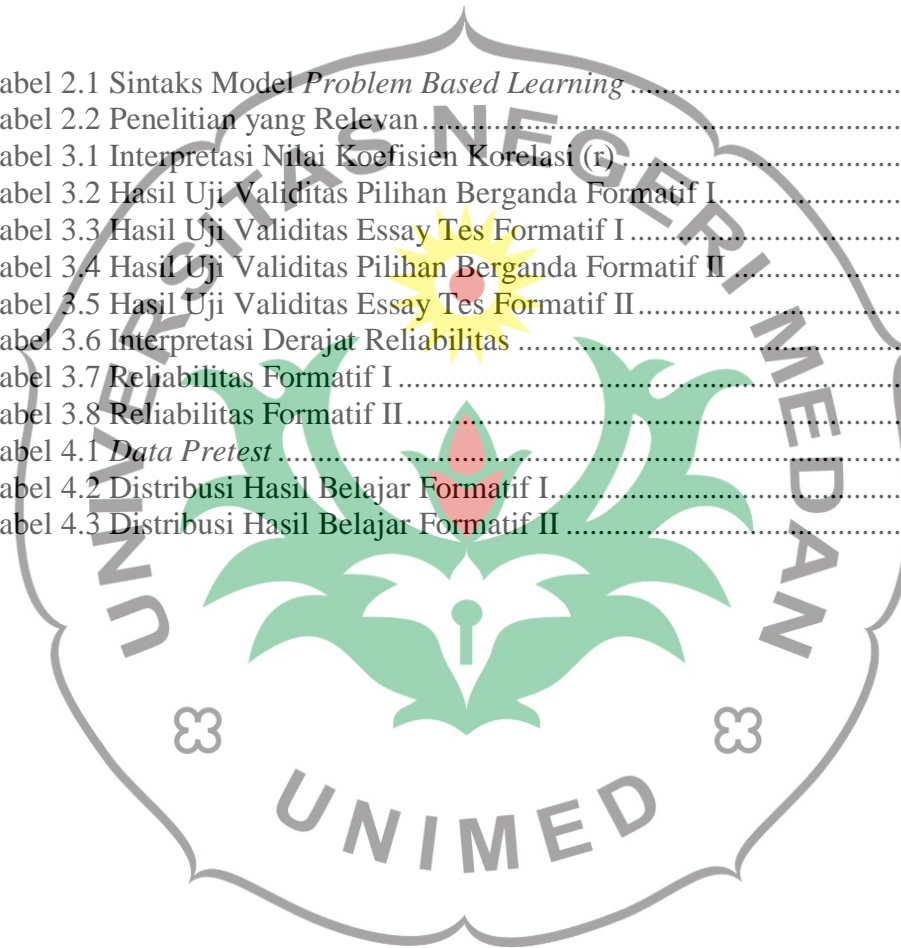 abel 2.1 Sintaks Model Problem Based Learning ................................
abel 2.2 Penelitian yang Relevan ................................
abel 3.1 Interpretasi Nilai Koefisien Korelasi (r) ................................
abel 3.2 Hasil Uji Validitas Pilihan Berganda Formatif I ................................
abel 3.3 Hasil Uji Validitas Essay Tes Formatif I ................................
abel 3.4 Hasil Uji Validitas Pilihan Berganda Formatif II ................................
abel 3.5 Hasil Uji Validitas Essay Tes Formatif II ................................
abel 3.6 Interpretasi Derajat Reliabilitas ................................
abel 3.7 Reliabilitas Formatif I ................................
abel 3.8 Reliabilitas Formatif II ................................
abel 4.1 Data Pretest ................................
abel 4.2 Distribusi Hasil Belajar Formatif I ................................
abel 4.3 Distribusi Hasil Belajar Formatif II ................................
UNIVERSITAS NEGERI MEDAN
UNIMED